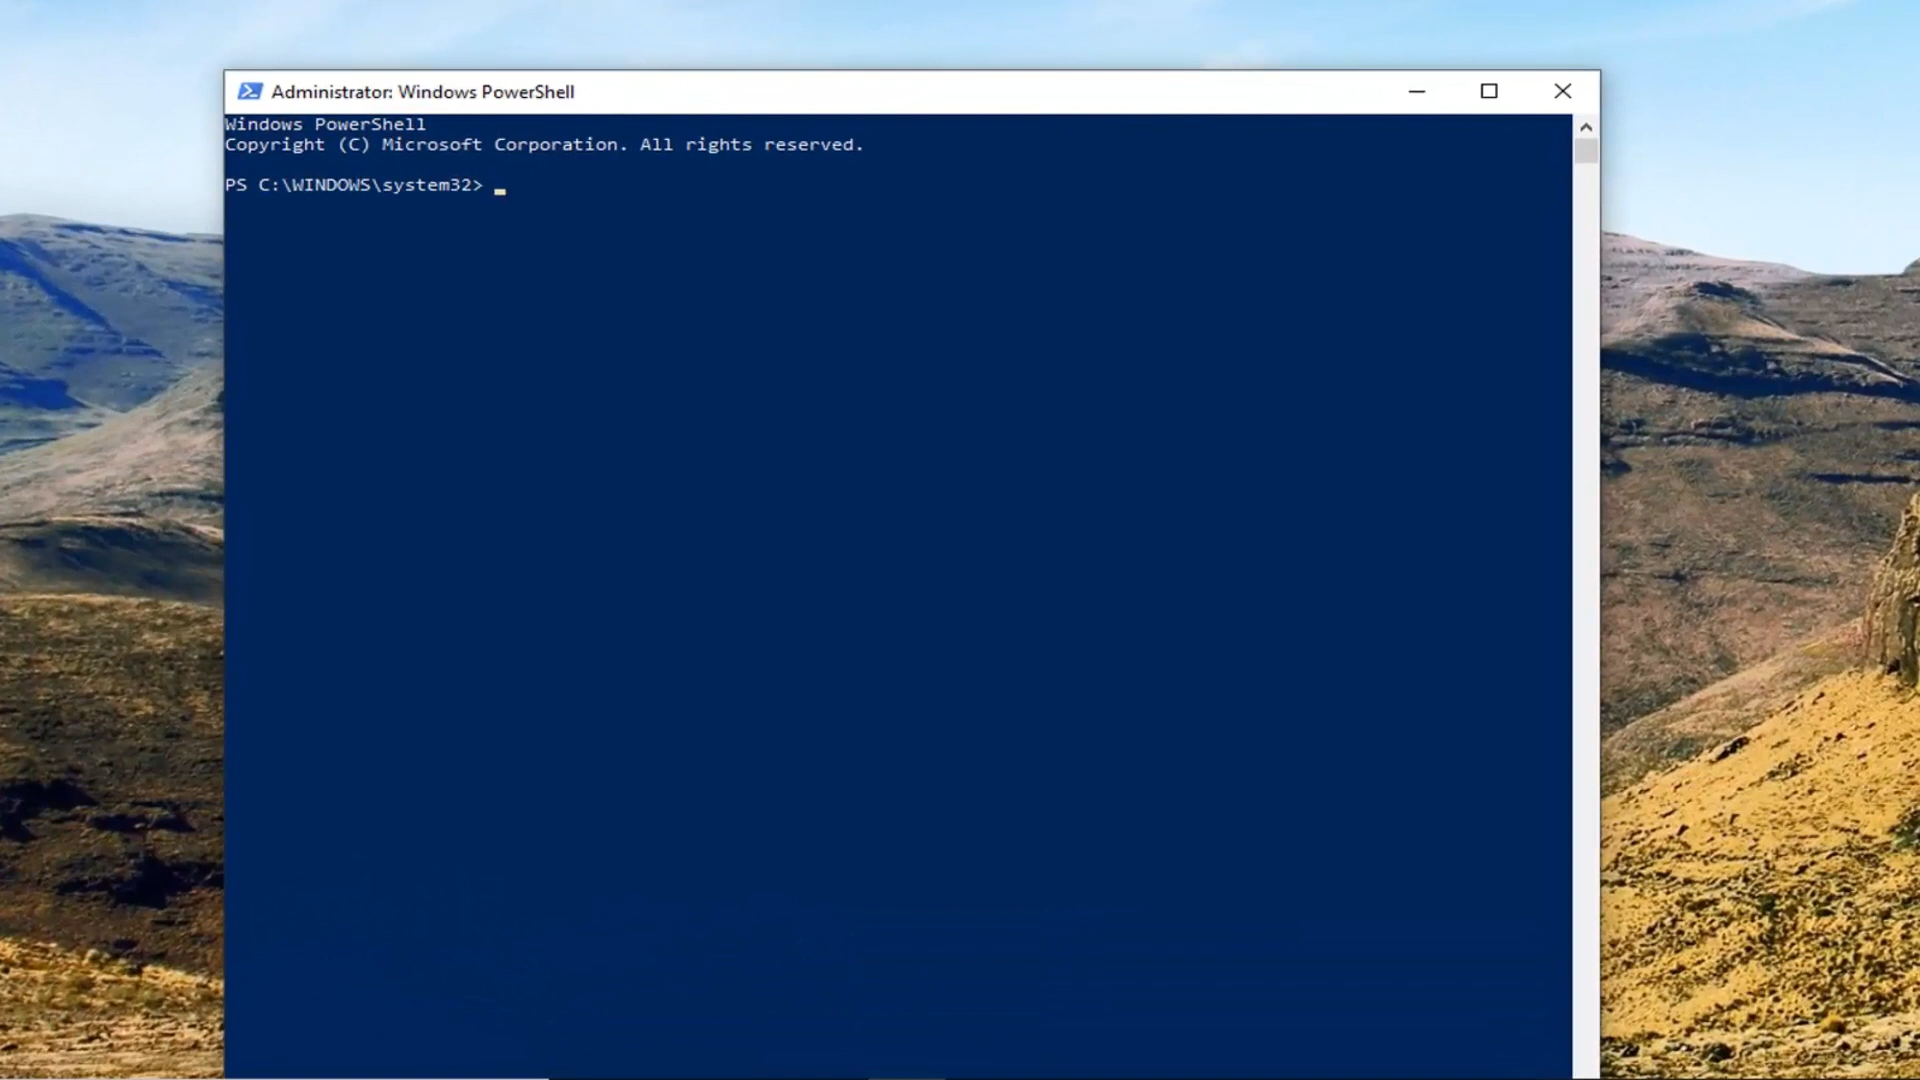 Administrator: Windows PowerShell
Windows PowerShell
Copyright (C) Microsoft Corporation. All rights reserved.
PS C:\WINDOWS\system32>